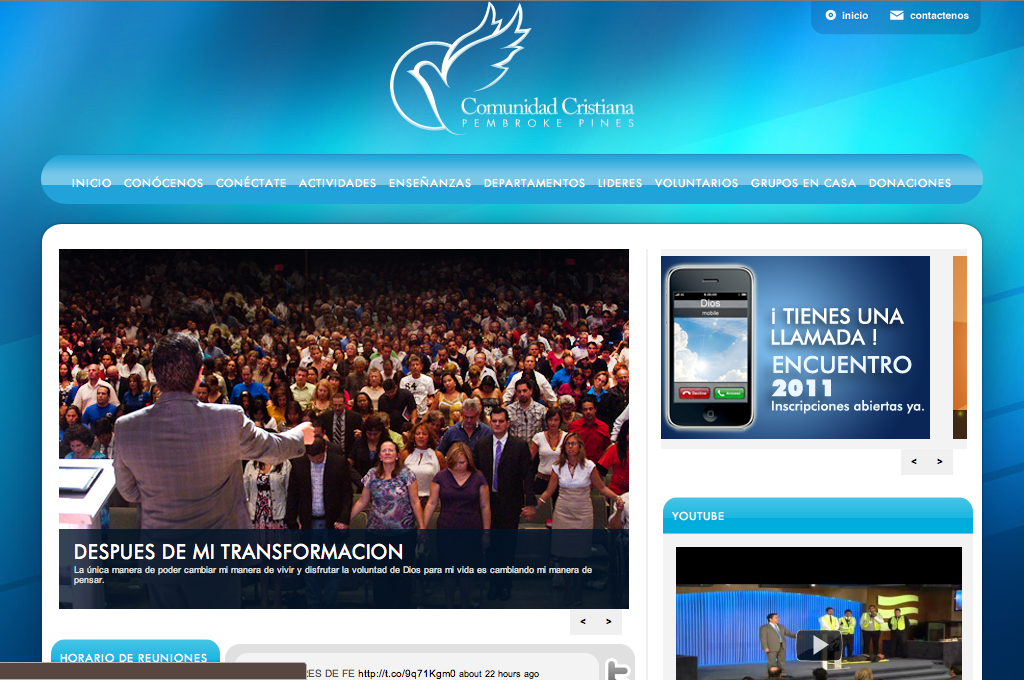 inicio
contactenos
Comunidad Cristiana
PEMBROKE PINES
INICIO CONÓCENOS CONÉCTATE ACTIVIDADES ENSEÑANZAS DEPARTAMENTOS LIDERES VOLUNTARIOS GRUPOS EN CASA DONACIONES
DESPUES DE MI TRANSFORMACION
La única manera de poder cambiar mi manera de vivir y disfrutar la voluntad de Dios para mi vida es cambiando mi manera de
pensar.
< >
Dios
mobile
Decline
Answer
¡ TIENES UNA
LLAMADA !
ENCUENTRO
2011
Inscripciones abiertas ya.
< >
YOUTUBE
HORARIO DE REUNIONES
RES DE FE http://t.co/9q71Kgm0 about 22 hours ago
t